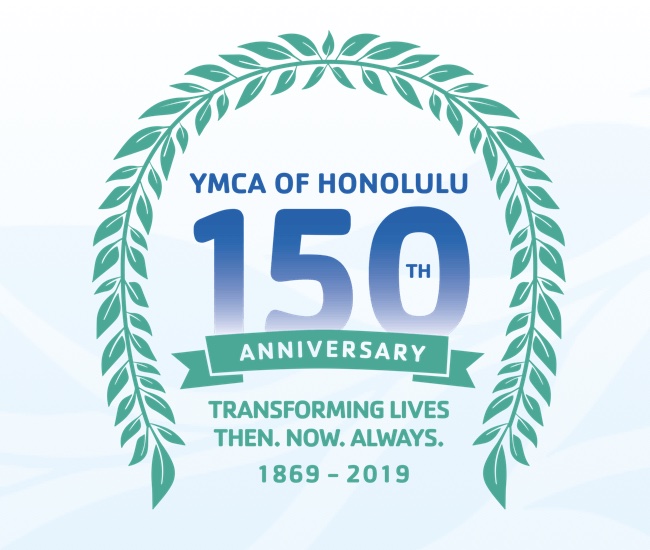 YMCA OF HONOLULU
150TH
ANNIVERSARY
TRANSFORMING LIVES
THEN. NOW. ALWAYS.
1869 – 2019